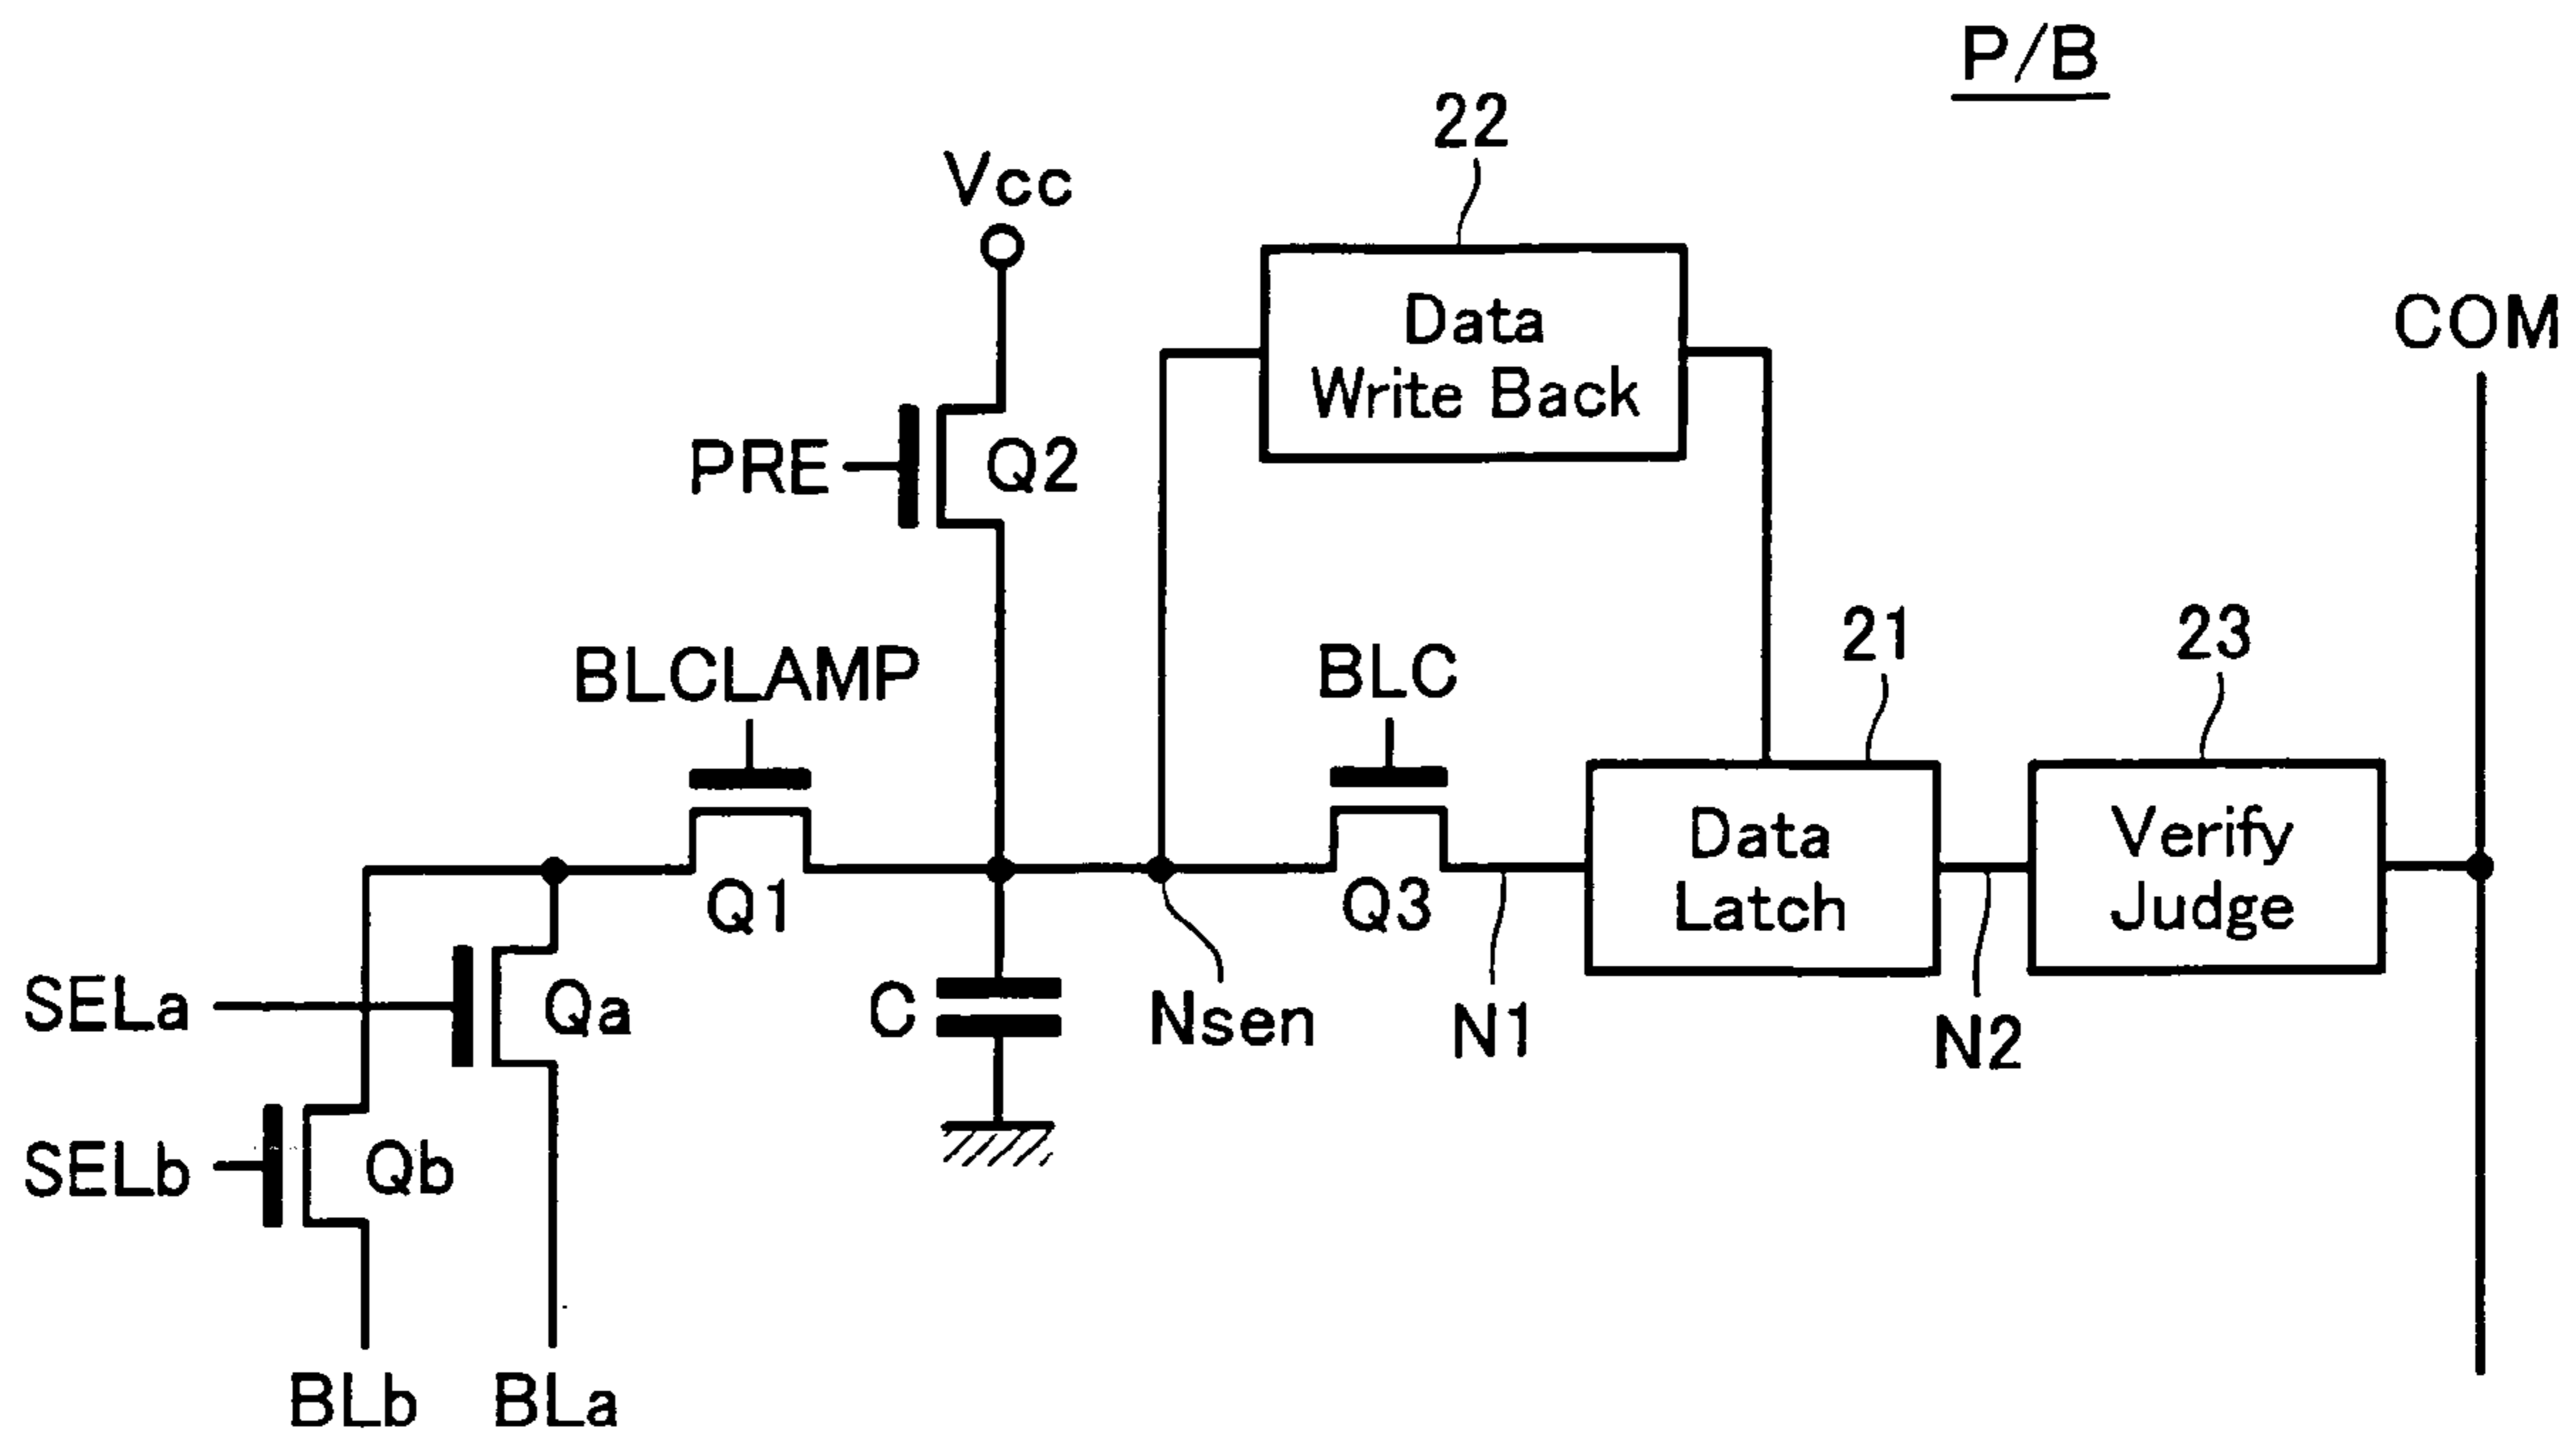 P/B
22
Vcc
Data
Write Back
COM
PRE
Q2
BLCLAMP
BLC
21
23
Data
Latch
Verify
Judge
Q1
Q3
SELa
Qa
C
Nsen
N1
N2
SELb
Qb
BLb
BLa